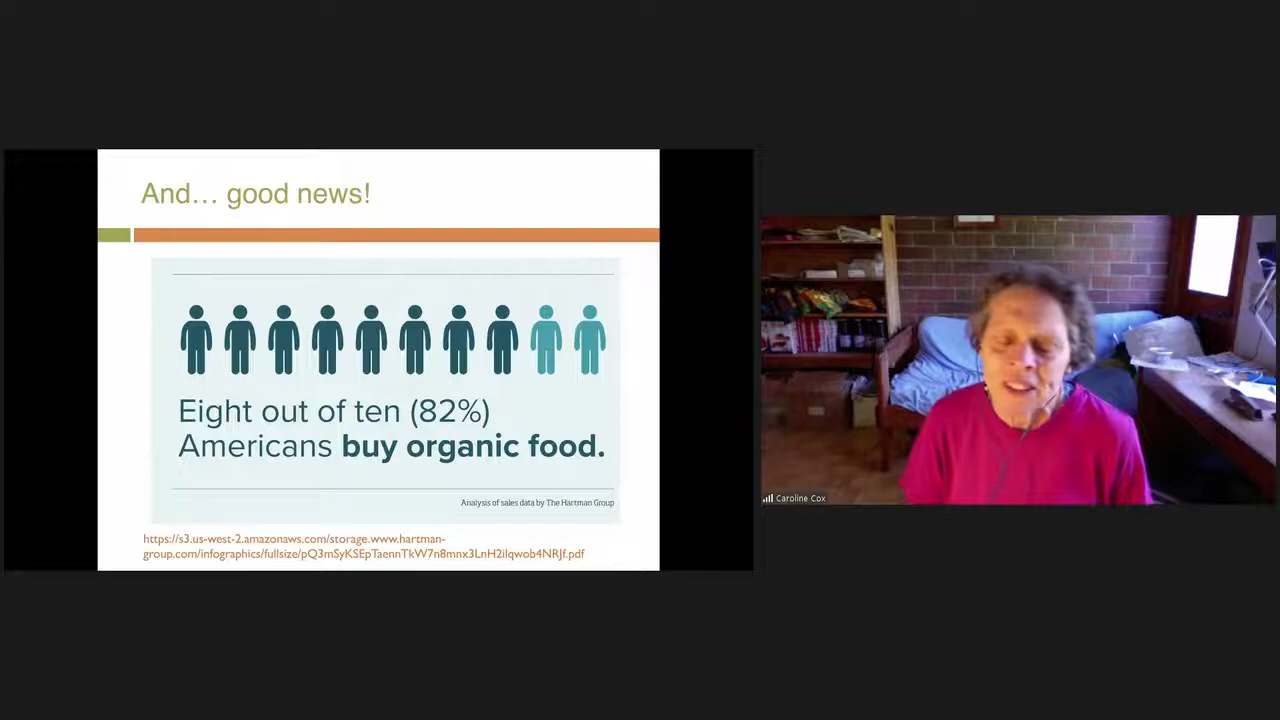 And… good news!
Eight out of ten (82%)
Americans buy organic food.
Analysis of sales data by The Hartman Group
https://s3.us-west-2.amazonaws.com/storage.www.hartman-
group.com/infographics/fullsize/pQ3mSyKSEpTaennTkW7n8mnx3LnH2ilqwob4NRJf.pdf
Caroline Cox